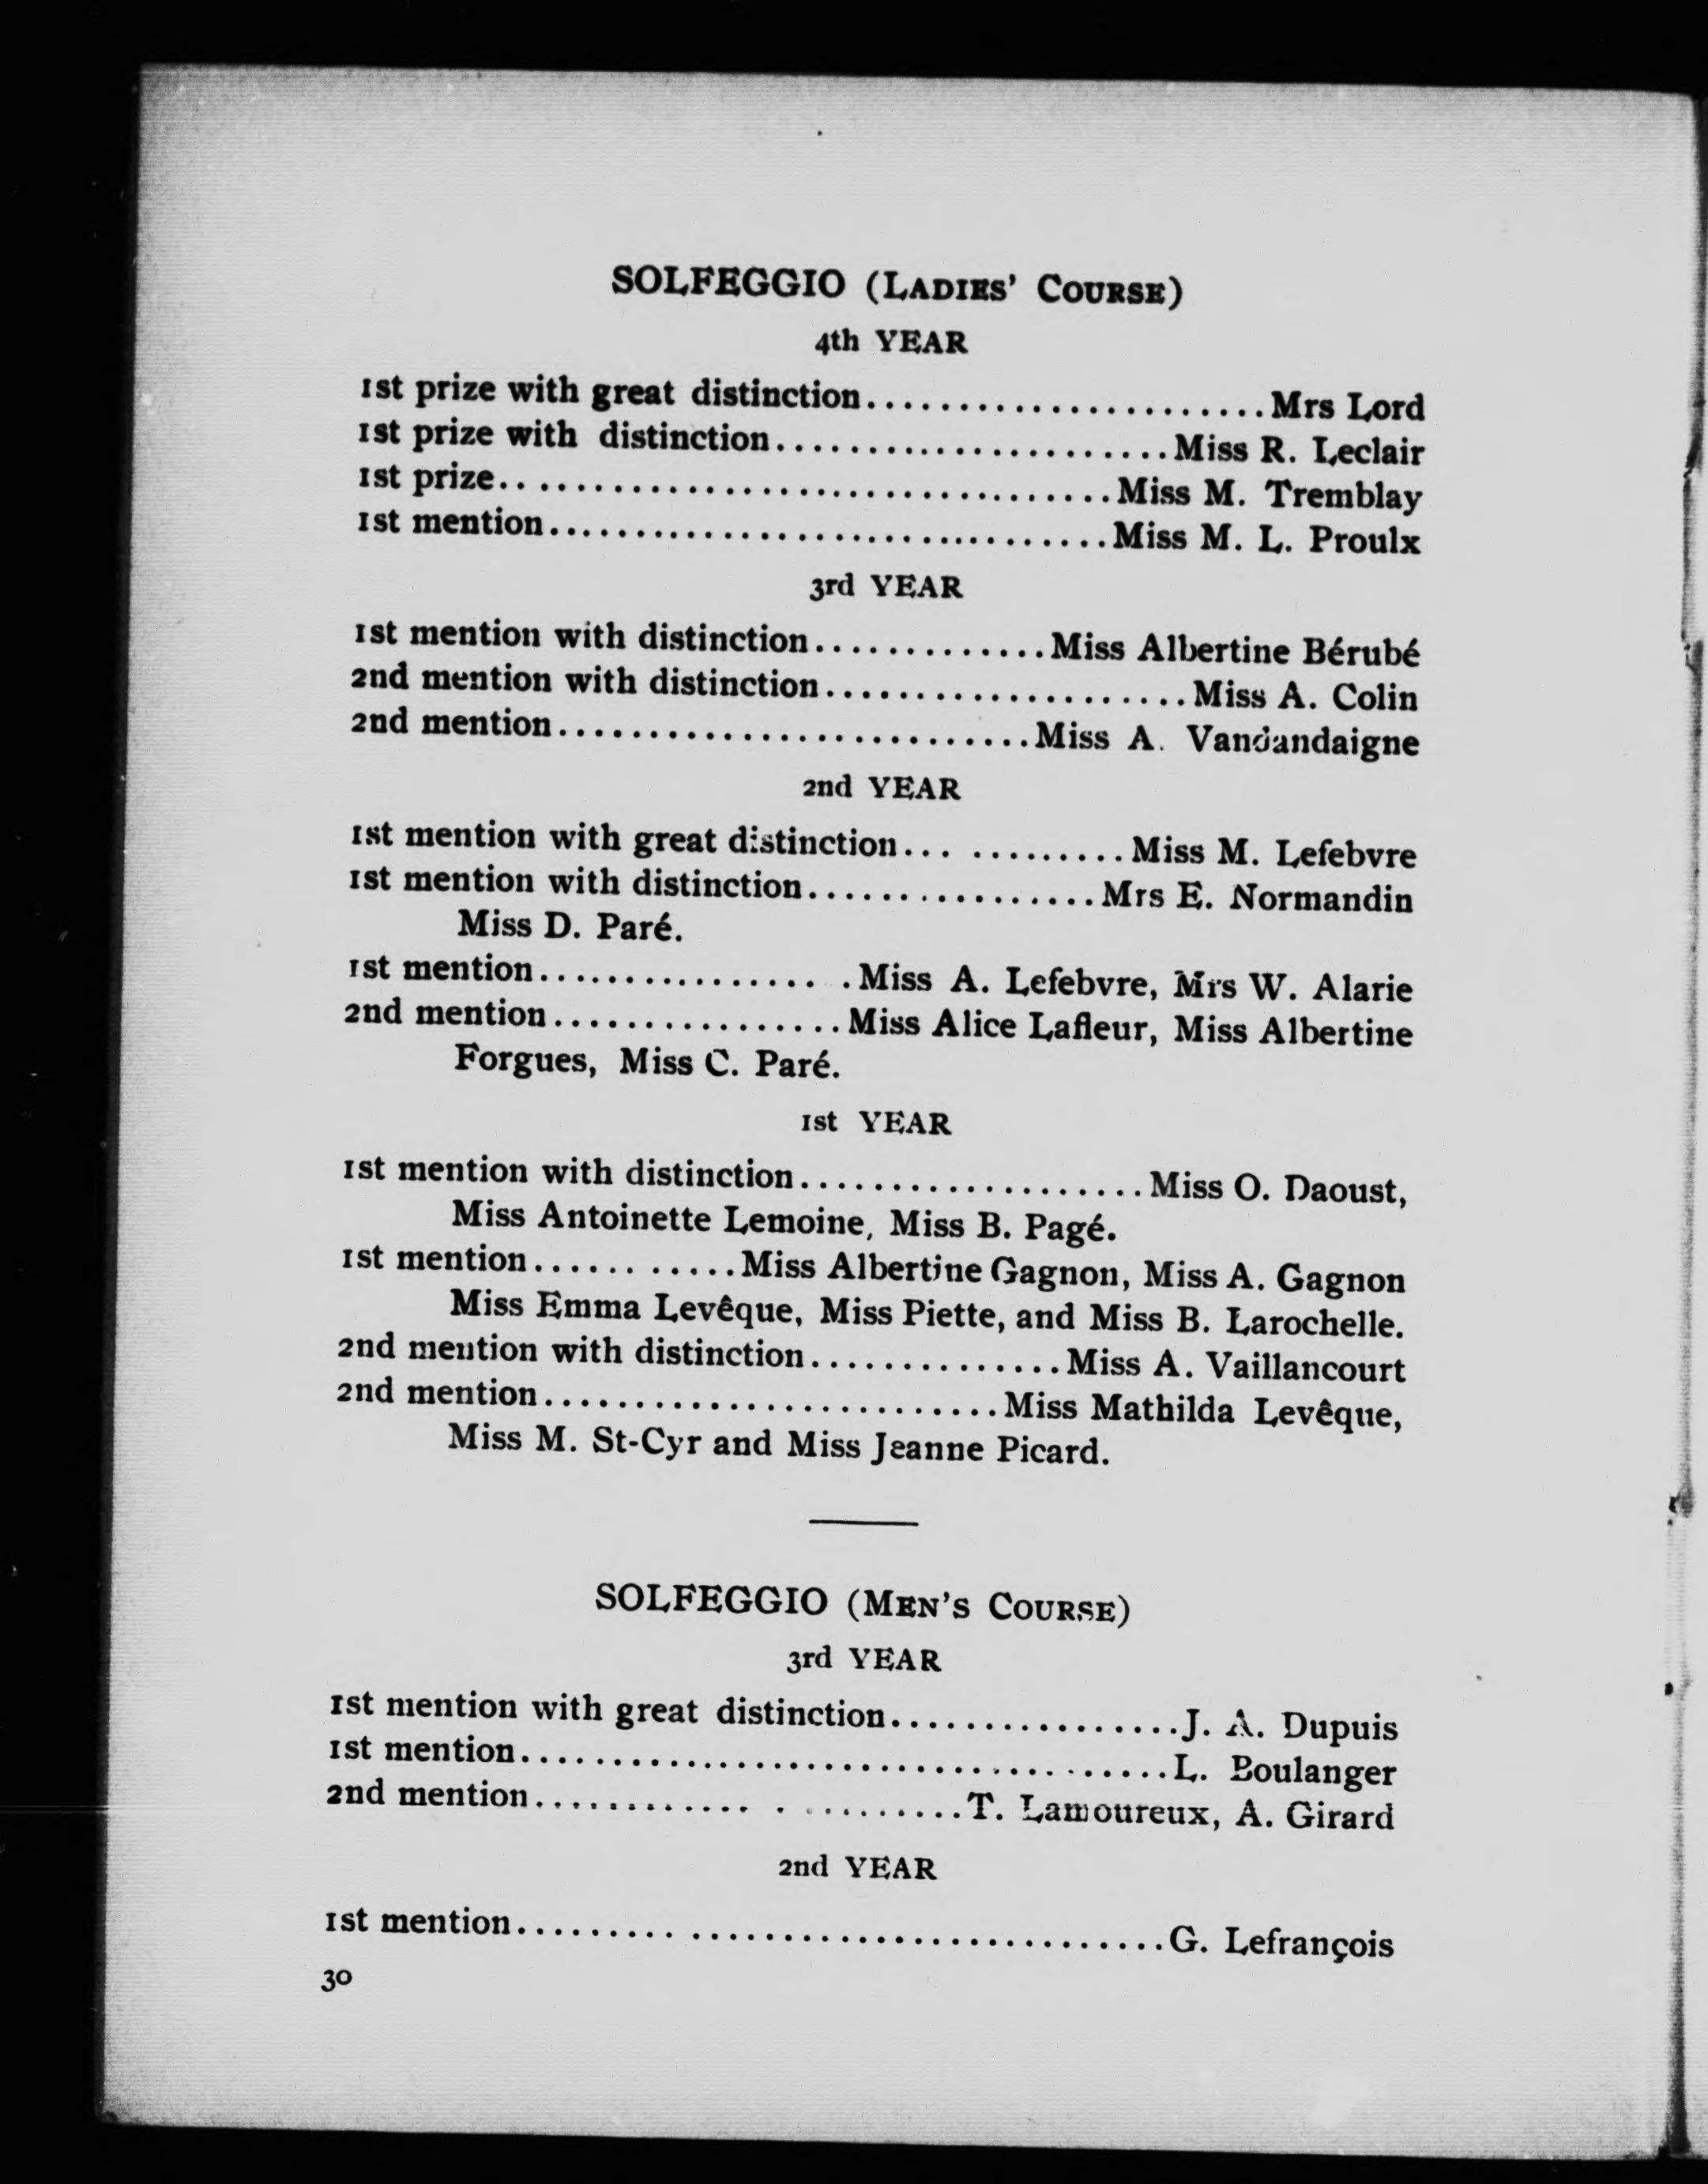 SOLFEGGIO (LADIES' COURSE)
4th YEAR
1st prize with great distinction.......................Mrs Lord
1st prize with distinction......................Miss R. Leclair
1st prize..................................Miss M. Tremblay
1st mention...............................Miss M. L. Proulx
3rd YEAR
1st mention with distinction.............Miss Albertine Bérubé
2nd mention with distinction....................Miss A. Colin
2nd mention..........................Miss A. Vandandaigne
2nd YEAR
1st mention with great distinction... .........Miss M. Lefebvre
1st mention with distinction................Mrs E. Normandin
Miss D. Paré.
1st mention................ .Miss A. Lefebvre, Mrs W. Alarie
2nd mention................Miss Alice Lafleur, Miss Albertine
Forgues, Miss C. Paré.
1st YEAR
1st mention with distinction...................Miss O. Daoust,
Miss Antoinette Lemoine, Miss B. Pagé.
1st mention...... .....Miss Albertine Gagnon, Miss A. Gagnon
Miss Emma Levêque, Miss Piette, and Miss B. Larochelle.
2nd mention with distinction..............Miss A. Vaillancourt
2nd mention.........................Miss Mathilda Levêque,
Miss M. St-Cyr and Miss Jeanne Picard.
SOLFEGGIO (MEN'S COURSE)
3rd YEAR
1st mention with great distinction................J. A. Dupuis
1st mention....................................L. Boulanger
2nd mention............ . .........T. Lamoureux, A. Girard
2nd YEAR
1st mention......... ..........................G. Lefrançois
30